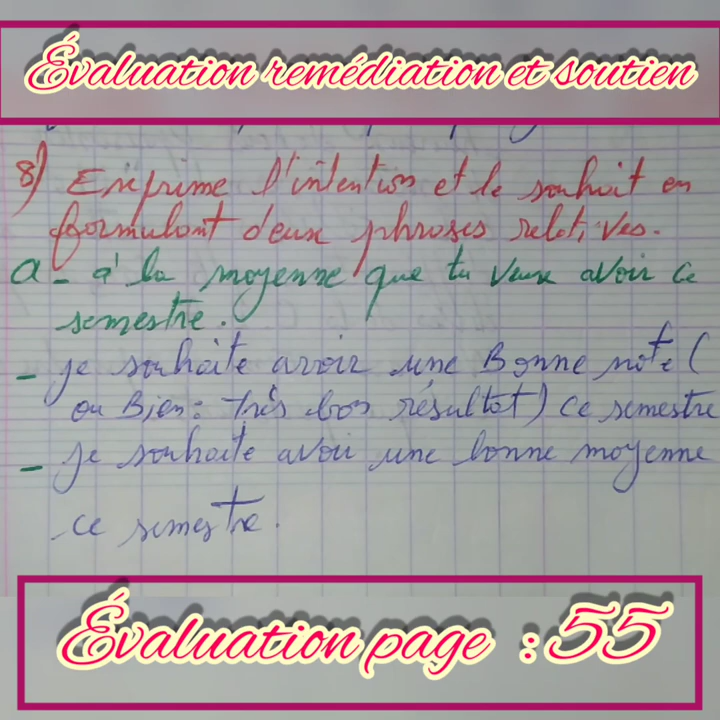 Évaluation remédiation et soutien
8) Exprime l'intention et le souhait en
formulant deux phrases relatives.
a - à la moyenne que tu veux avoir ce
semestre.
- je souhaite avoir une Bonne note (
ou Bien : très bon résultat) ce semestre
- je souhaite avoir une bonne moyenne
ce semestre.
Évaluation page : 55